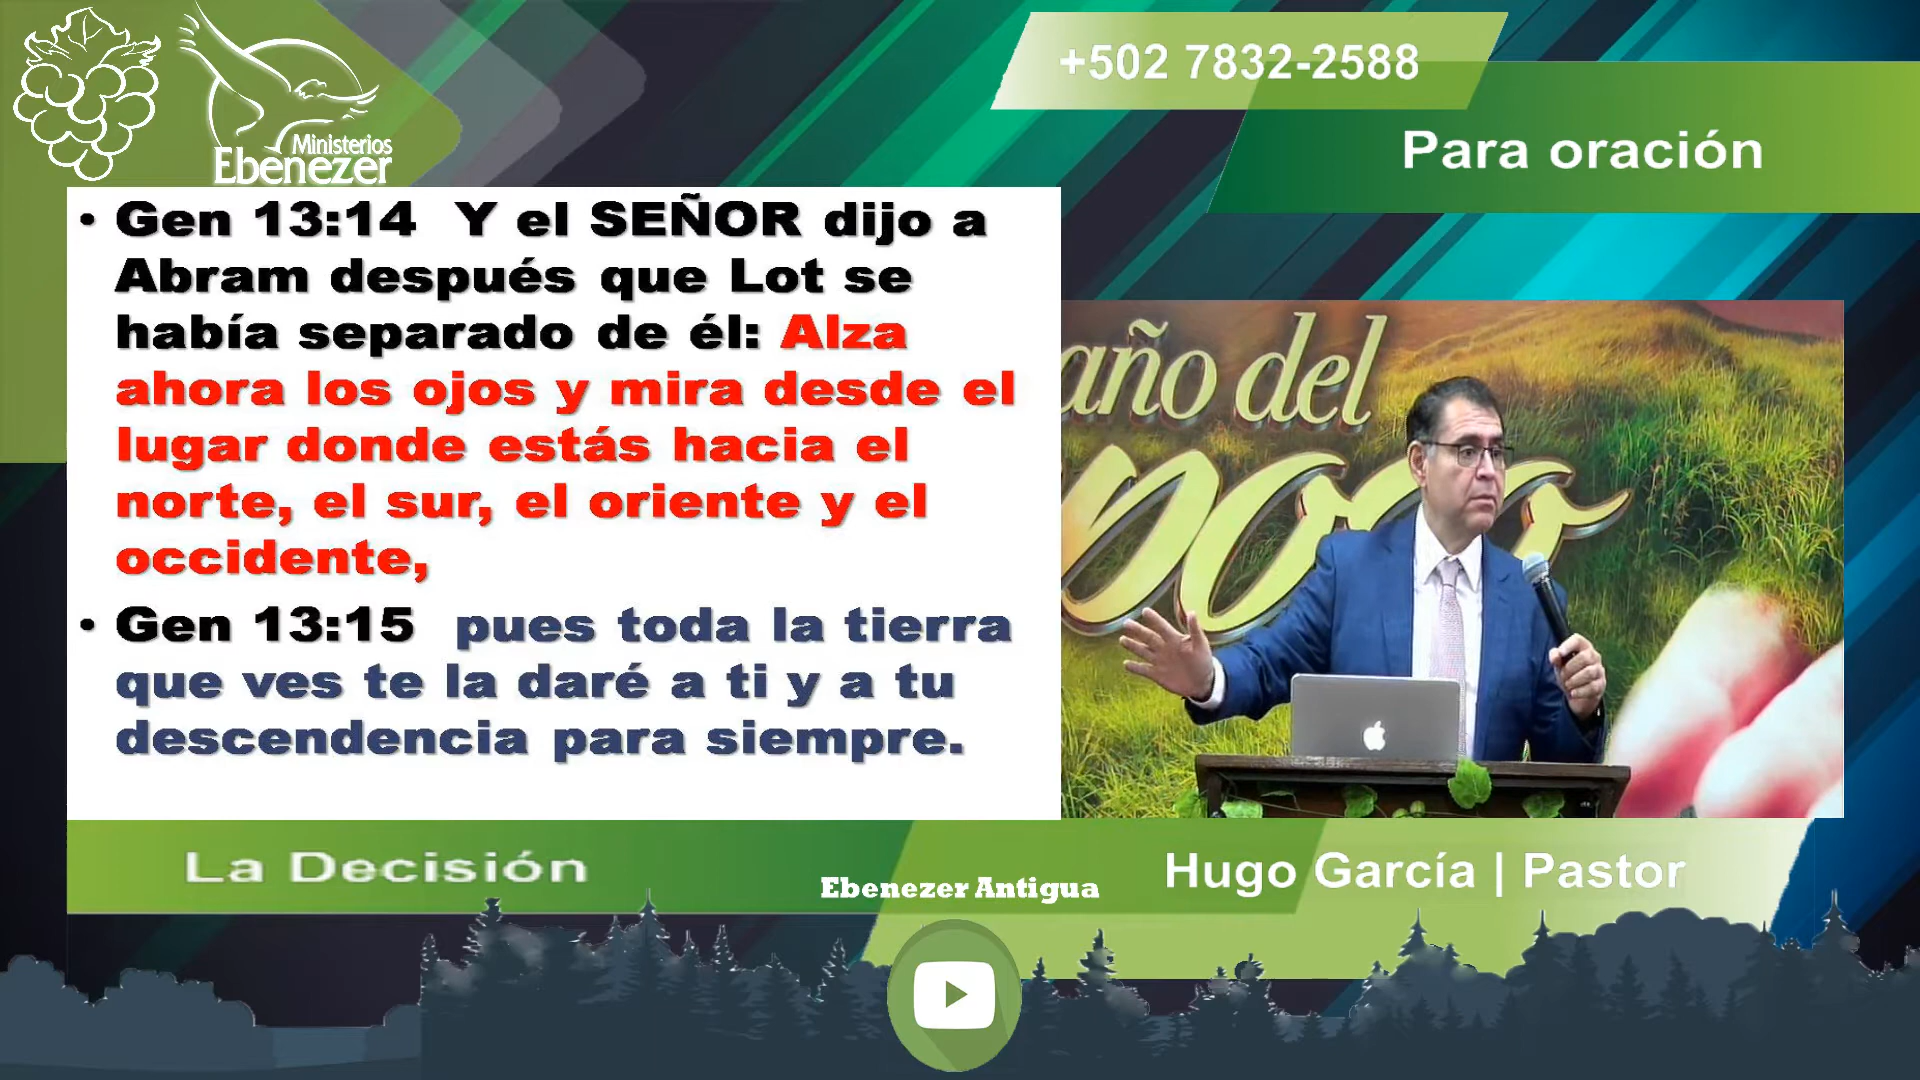 Ministerios
Ebenezer
+502 7832-2588
Para oración
• Gen 13:14 Y el SEÑOR dijo a
Abram después que Lot se
había separado de él: Alza
ahora los ojos y mira desde el
lugar donde estás hacia el
norte, el sur, el oriente y el
occidente,
• Gen 13:15 pues toda la tierra
que ves te la daré a ti y a tu
descendencia para siempre.
año del
La Decisión
Ebenezer Antigua
Hugo García | Pastor